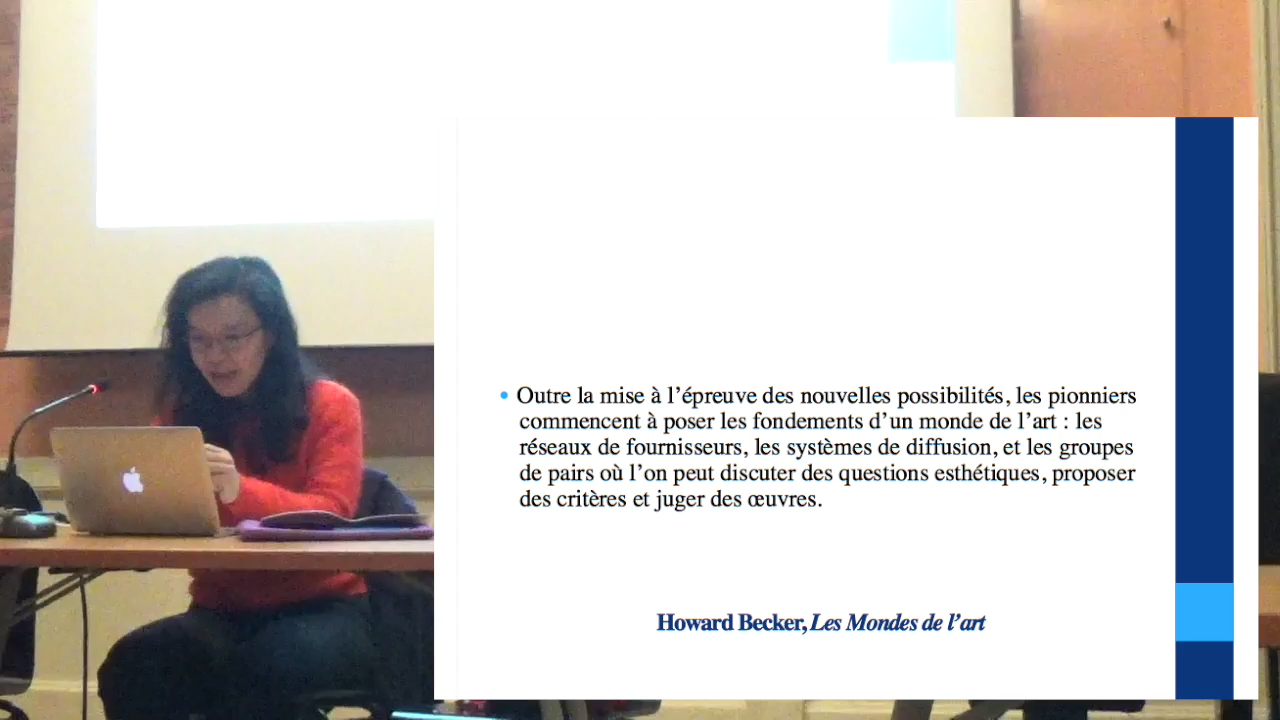 • Outre la mise à l’épreuve des nouvelles possibilités, les pionniers
commencent à poser les fondements d’un monde de l’art : les
réseaux de fournisseurs, les systèmes de diffusion, et les groupes
de pairs où l’on peut discuter des questions esthétiques, proposer
des critères et juger des œuvres.
Howard Becker, Les Mondes de l’art